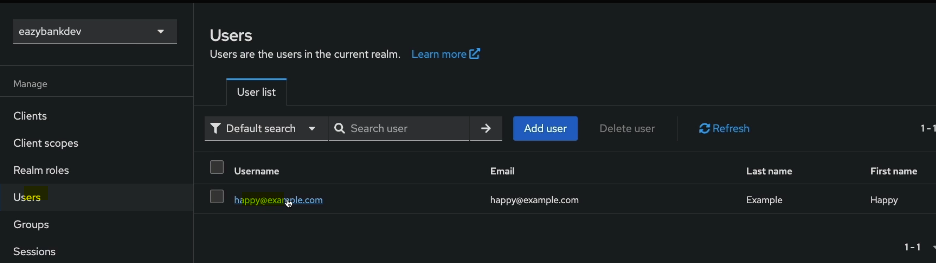 eazybankdev
Manage
Clients
Client scopes
Realm roles
Users
Groups
Sessions
Users
Users are the users in the current realm. Learn more
User list
Default search Search user Add user Delete user Refresh 1-1
Username Email Last name First name
happy@example.com happy@example.com Example Happy
1-1